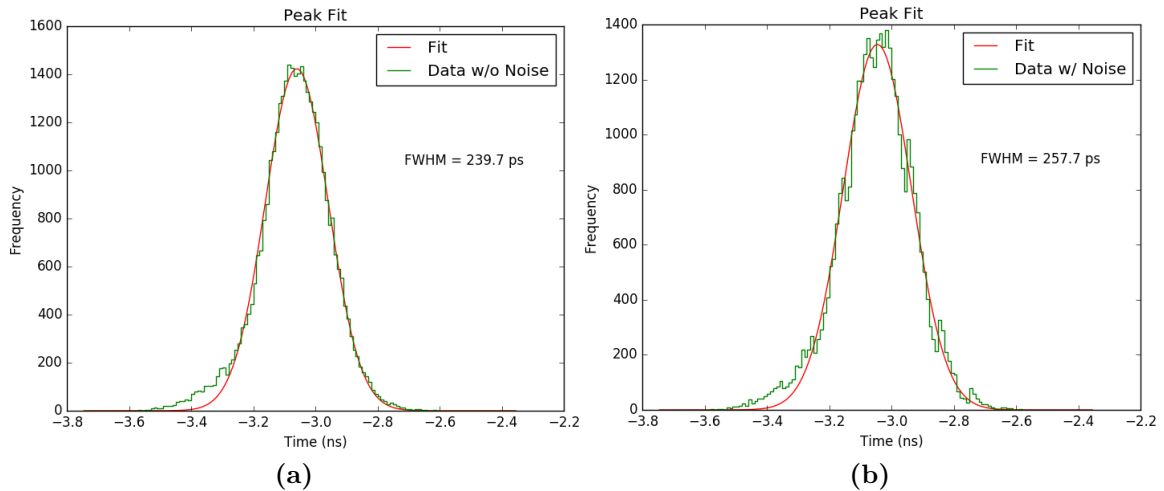 Peak Fit
1600
1400
1200
1000
800
600
400
200
0
Frequency
Fit
Data w/o Noise
FWHM = 239.7 ps
−3.8 −3.6 −3.4 −3.2 −3.0 −2.8 −2.6 −2.4 −2.2
Time (ns)
(a)
Peak Fit
1400
1200
1000
800
600
400
200
0
Frequency
Fit
Data w/ Noise
FWHM = 257.7 ps
−3.8 −3.6 −3.4 −3.2 −3.0 −2.8 −2.6 −2.4 −2.2
Time (ns)
(b)